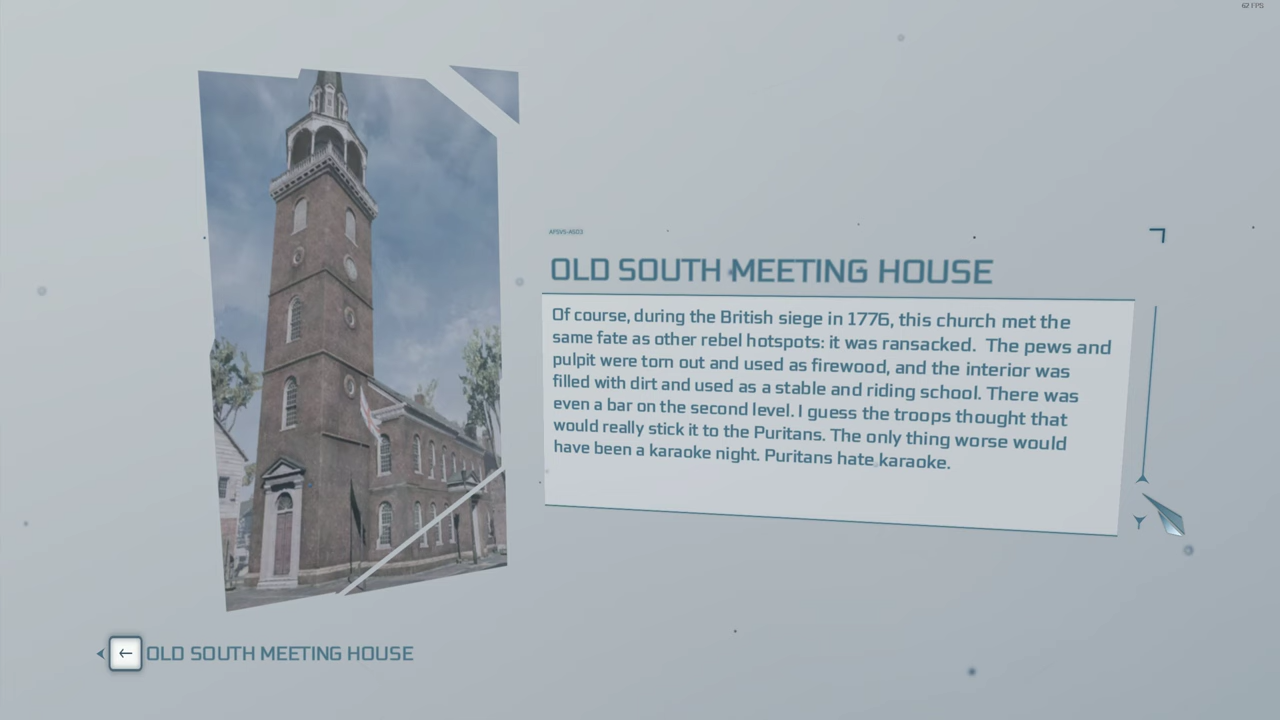 62 FPS
OLD SOUTH MEETING HOUSE
Of course, during the British siege in 1776, this church met the
same fate as other rebel hotspots: it was ransacked.  The pews and
pulpit were torn out and used as firewood, and the interior was
filled with dirt and used as a stable and riding school. There was
even a bar on the second level. I guess the troops thought that
would really stick it to the Puritans. The only thing worse would
have been a karaoke night. Puritans hate karaoke.
OLD SOUTH MEETING HOUSE